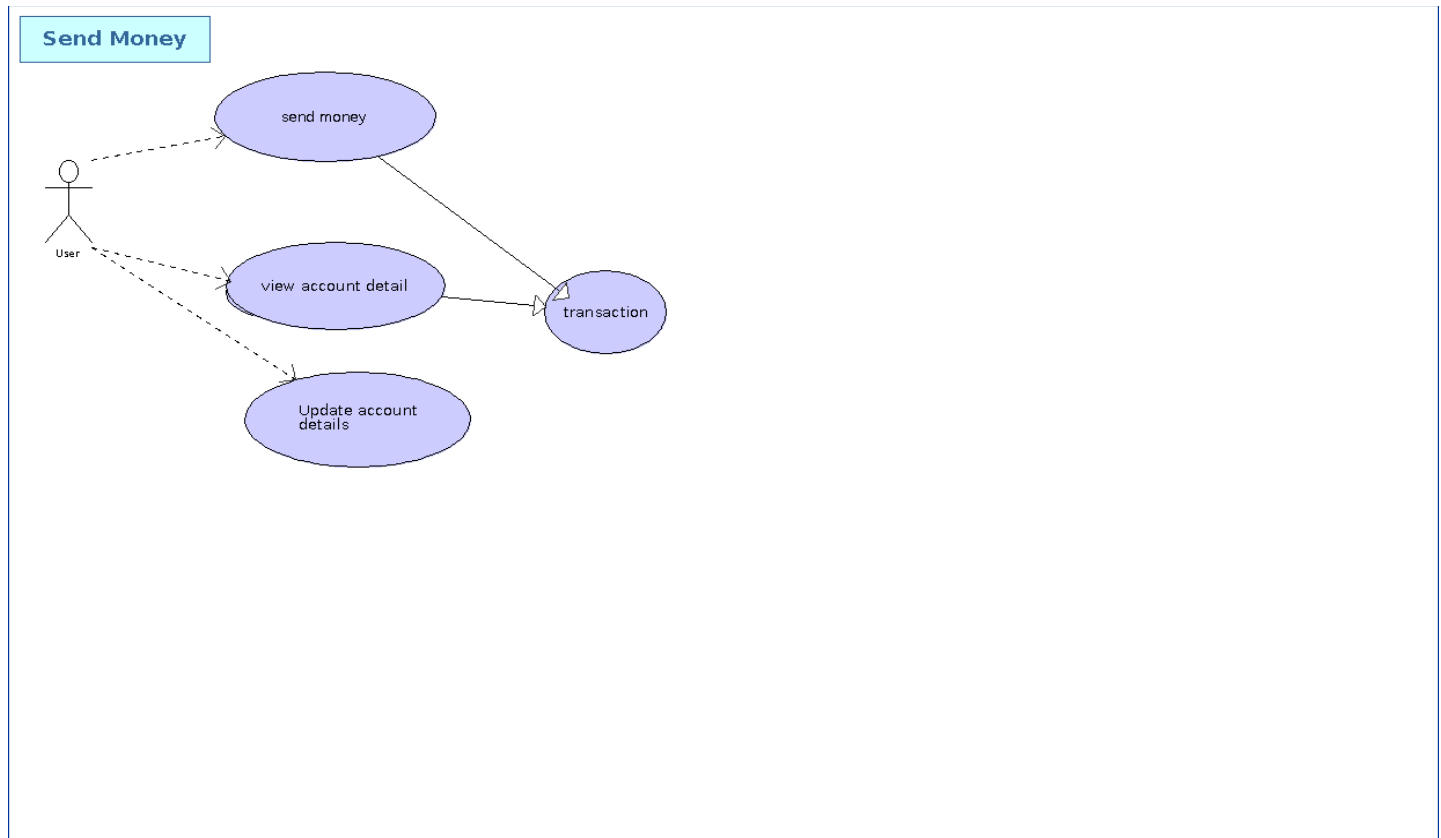 Send Money
send money
User
view account detail
transaction
Update account
details